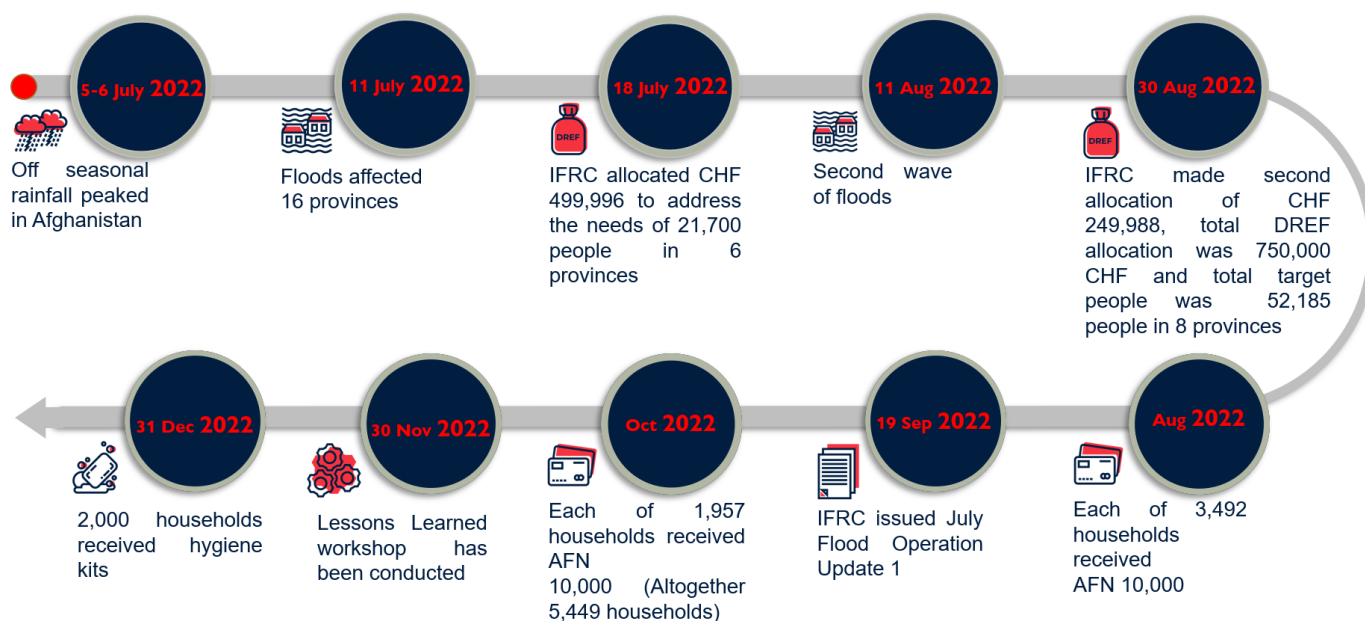 5-6 July 2022
Off seasonal
rainfall peaked
in Afghanistan
11 July 2022
Floods affected
16 provinces
18 July 2022
DREF
IFRC allocated CHF
499,996 to address
the needs of 21,700
people in 6
provinces
11 Aug 2022
Second wave
of floods
30 Aug 2022
DREF
IFRC made second
allocation of CHF
249,988, total DREF
allocation was 750,000
CHF and total target
people was 52,185
people in 8 provinces
Aug 2022
Each of 3,492
households
received
AFN 10,000
19 Sep 2022
IFRC issued July
Flood Operation
Update 1
Oct 2022
Each of 1,957
households received
AFN
10,000 (Altogether
5,449 households)
30 Nov 2022
Lessons Learned
workshop has
been conducted
31 Dec 2022
2,000 households
received hygiene
kits